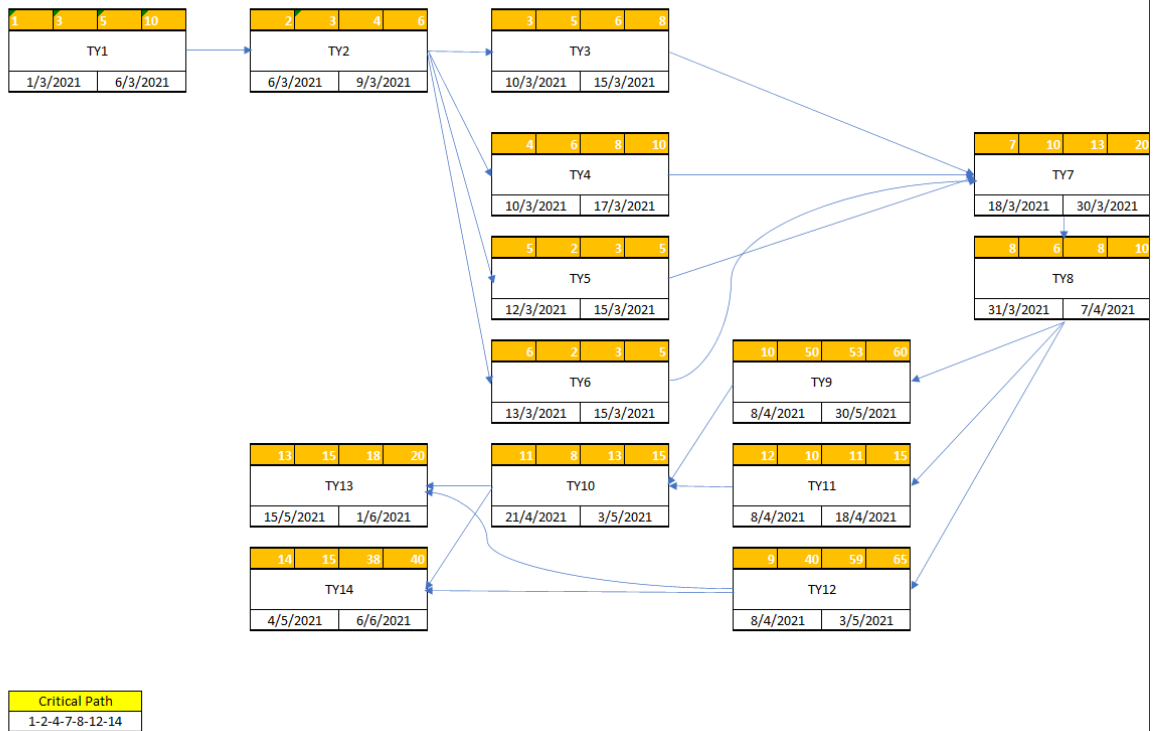 1 3 5 10
TY1
1/3/2021 6/3/2021
2 3 4 6
TY2
6/3/2021 9/3/2021
3 5 6 8
TY3
10/3/2021 15/3/2021
4 6 8 10
TY4
10/3/2021 17/3/2021
7 10 13 20
TY7
18/3/2021 30/3/2021
5 2 3 5
TY5
12/3/2021 15/3/2021
8 6 8 10
TY8
31/3/2021 7/4/2021
6 2 3 5
TY6
13/3/2021 15/3/2021
10 50 53 60
TY9
8/4/2021 30/5/2021
13 15 18 20
TY13
15/5/2021 1/6/2021
11 8 13 15
TY10
21/4/2021 3/5/2021
12 10 11 15
TY11
8/4/2021 18/4/2021
14 15 38 40
TY14
4/5/2021 6/6/2021
9 40 59 65
TY12
8/4/2021 3/5/2021
Critical Path
1-2-4-7-8-12-14